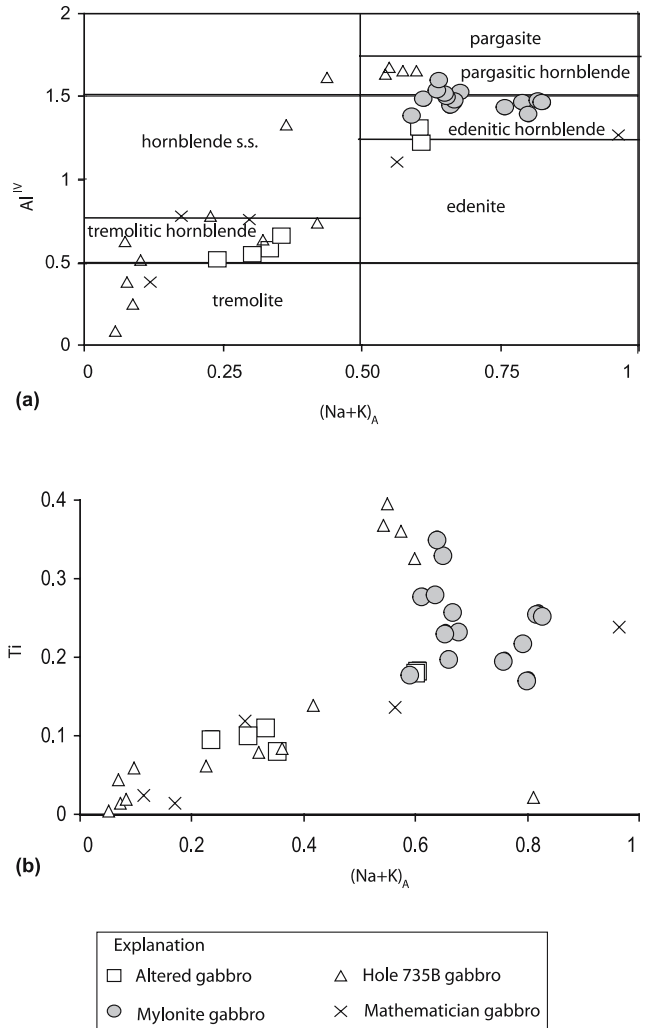 2
pargasite
pargasitic hornblende
1.5
edenitic hornblende
hornblende s.s.
Al^IV
1
edenite
tremolitic hornblende
0.5
tremolite
0
0 0.25 0.50 0.75 1
(a)
(Na+K)A
0.4
0.3
Ti
0.2
0.1
0
(b)
0 0.2 0.4 0.6 0.8 1
(Na+K)A
Explanation
Altered gabbro Hole 735B gabbro
Mylonite gabbro Mathematician gabbro